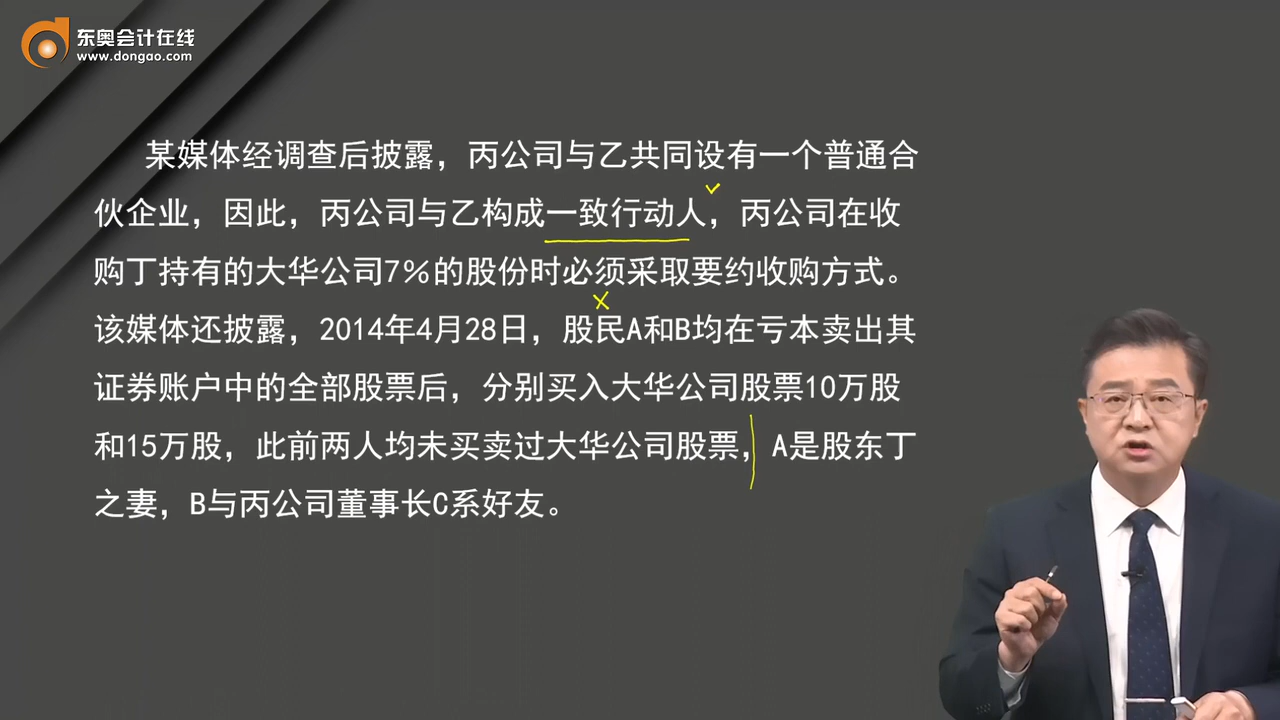 东奥会计在线
www.dongao.com
某媒体经调查后披露，丙公司与乙共同设有一个普通合
伙企业，因此，丙公司与乙构成一致行动人，丙公司在收
购丁持有的大华公司7%的股份时必须采取要约收购方式。
该媒体还披露，2014年4月28日，股民A和B均在亏本卖出其
证券账户中的全部股票后，分别买入大华公司股票10万股
和15万股，此前两人均未买卖过大华公司股票，A是股东丁
之妻，B与丙公司董事长C系好友。